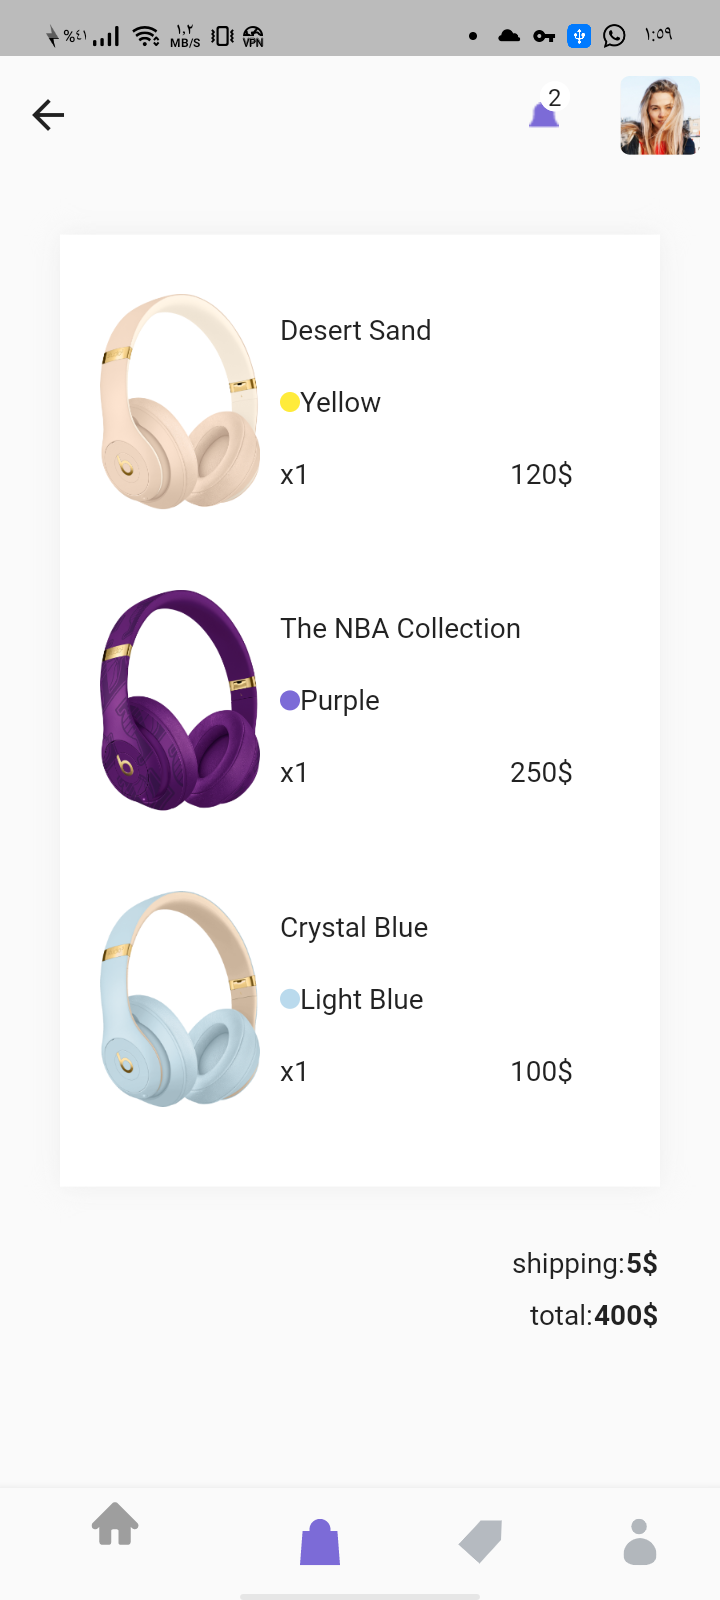 %٤١ ١,٢ MB/S VPN ١:٥٩
2
Desert Sand
Yellow
x1 120$
The NBA Collection
Purple
x1 250$
Crystal Blue
Light Blue
x1 100$
shipping:5$
total:400$